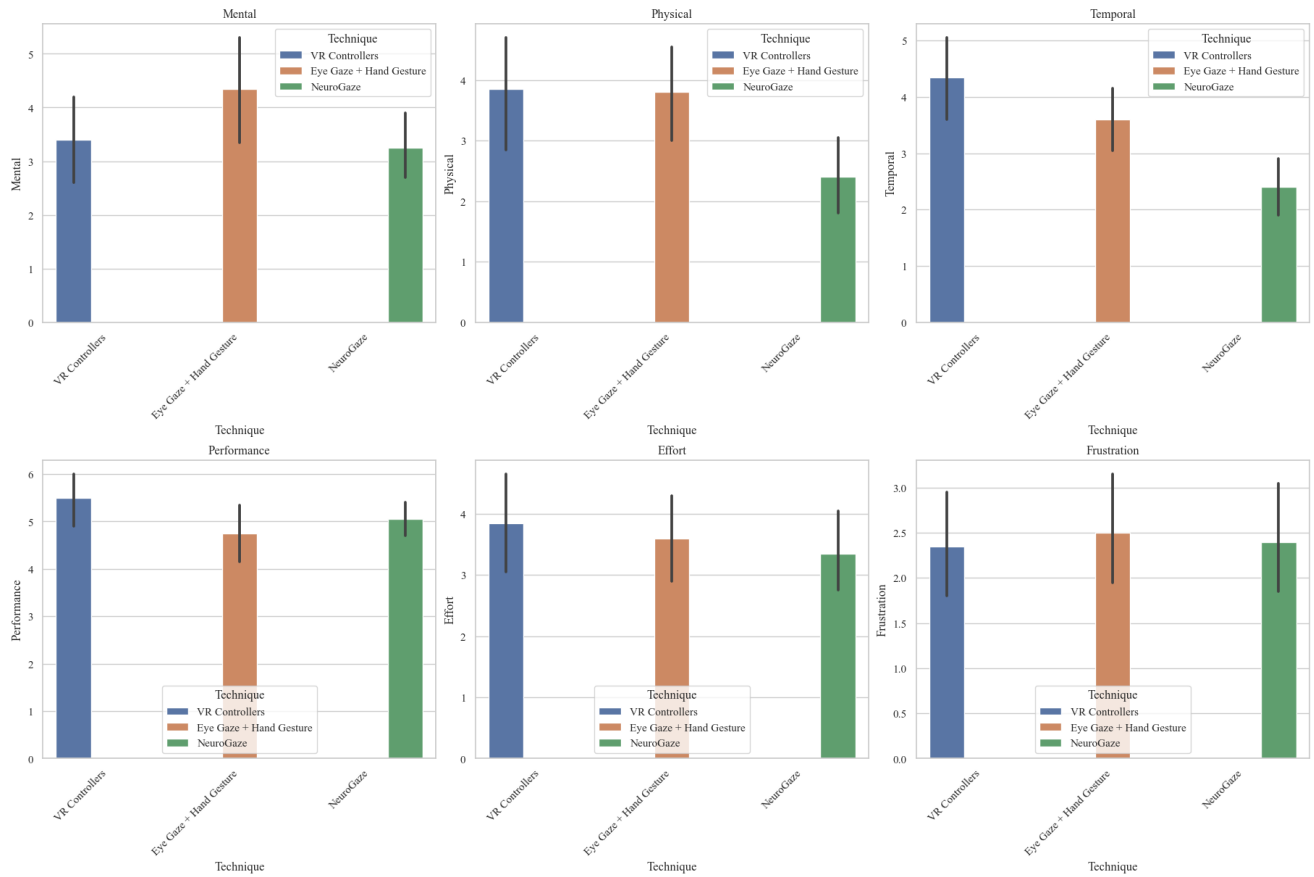 Mental
Technique
VR Controllers
Eye Gaze + Hand Gesture
NeuroGaze
Mental
5
4
3
2
1
0
VR Controllers
Eye Gaze + Hand Gesture
NeuroGaze
Technique
Physical
Technique
VR Controllers
Eye Gaze + Hand Gesture
NeuroGaze
Physical
4
3
2
1
0
VR Controllers
Eye Gaze + Hand Gesture
NeuroGaze
Technique
Temporal
Technique
VR Controllers
Eye Gaze + Hand Gesture
NeuroGaze
Temporal
5
4
3
2
1
0
VR Controllers
Eye Gaze + Hand Gesture
NeuroGaze
Technique
Performance
Performance
6
5
4
3
2
1
0
Technique
VR Controllers
Eye Gaze + Hand Gesture
NeuroGaze
VR Controllers
Eye Gaze + Hand Gesture
NeuroGaze
Technique
Effort
Effort
4
3
2
1
0
Technique
VR Controllers
Eye Gaze + Hand Gesture
NeuroGaze
VR Controllers
Eye Gaze + Hand Gesture
NeuroGaze
Technique
Frustration
Frustration
3.0
2.5
2.0
1.5
1.0
0.5
0.0
Technique
VR Controllers
Eye Gaze + Hand Gesture
NeuroGaze
VR Controllers
Eye Gaze + Hand Gesture
NeuroGaze
Technique